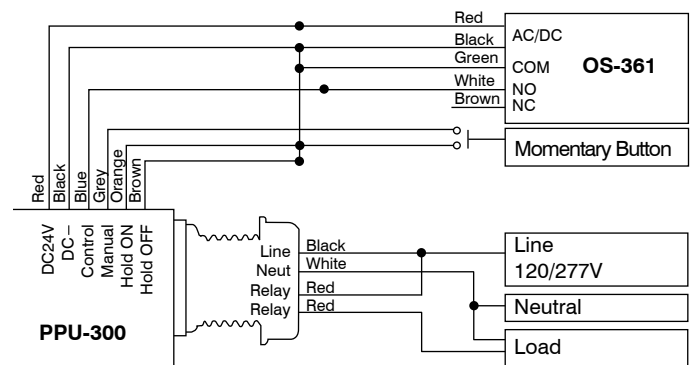 Red
Black
Green
White
Brown
AC/DC
COM
NO
NC
OS-361
Momentary Button
Red
Black
Blue
Grey
Orange
Brown
DC24V
DC−
Control
Manual
Hold ON
Hold OFF
PPU-300
Line
Neut
Relay
Relay
Black
White
Red
Red
Line
120/277V
Neutral
Load